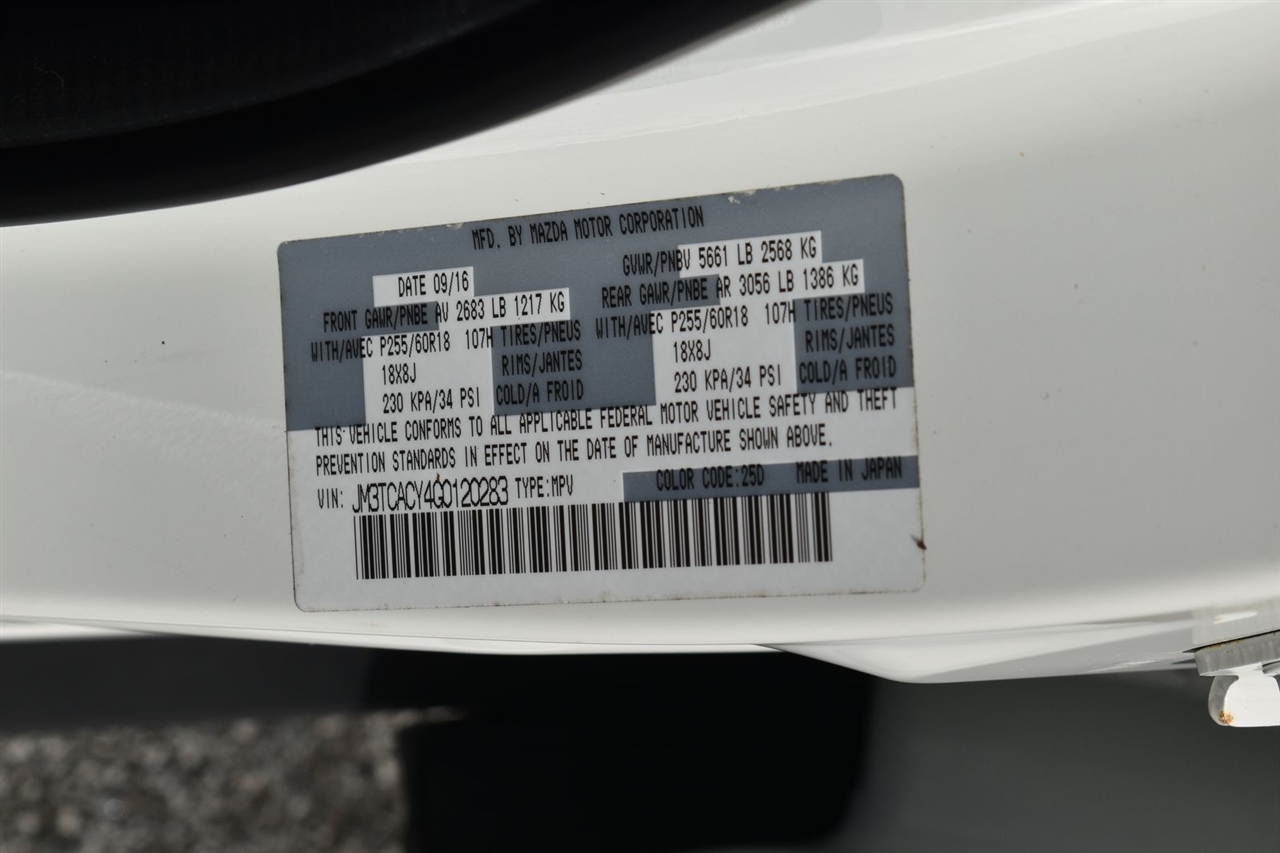 MFD. BY MAZDA MOTOR CORPORATION
DATE 09/16 GVWR/PNBV 5661 LB 2568 KG
FRONT GAWR/PNBE AV 2683 LB 1217 KG REAR GAWR/PNBE AR 3056 LB 1386 KG
WITH/AVEC P255/60R18 107H TIRES/PNEUS WITH/AVEC P255/60R18 107H TIRES/PNEUS
18X8J RIMS/JANTES 18X8J RIMS/JANTES
230 KPA/34 PSI COLD/A FROID 230 KPA/34 PSI COLD/A FROID
THIS VEHICLE CONFORMS TO ALL APPLICABLE FEDERAL MOTOR VEHICLE SAFETY AND THEFT
PREVENTION STANDARDS IN EFFECT ON THE DATE OF MANUFACTURE SHOWN ABOVE.
VIN: JM3TCACY4G0120283 TYPE:MPV COLOR CODE:25D MADE IN JAPAN